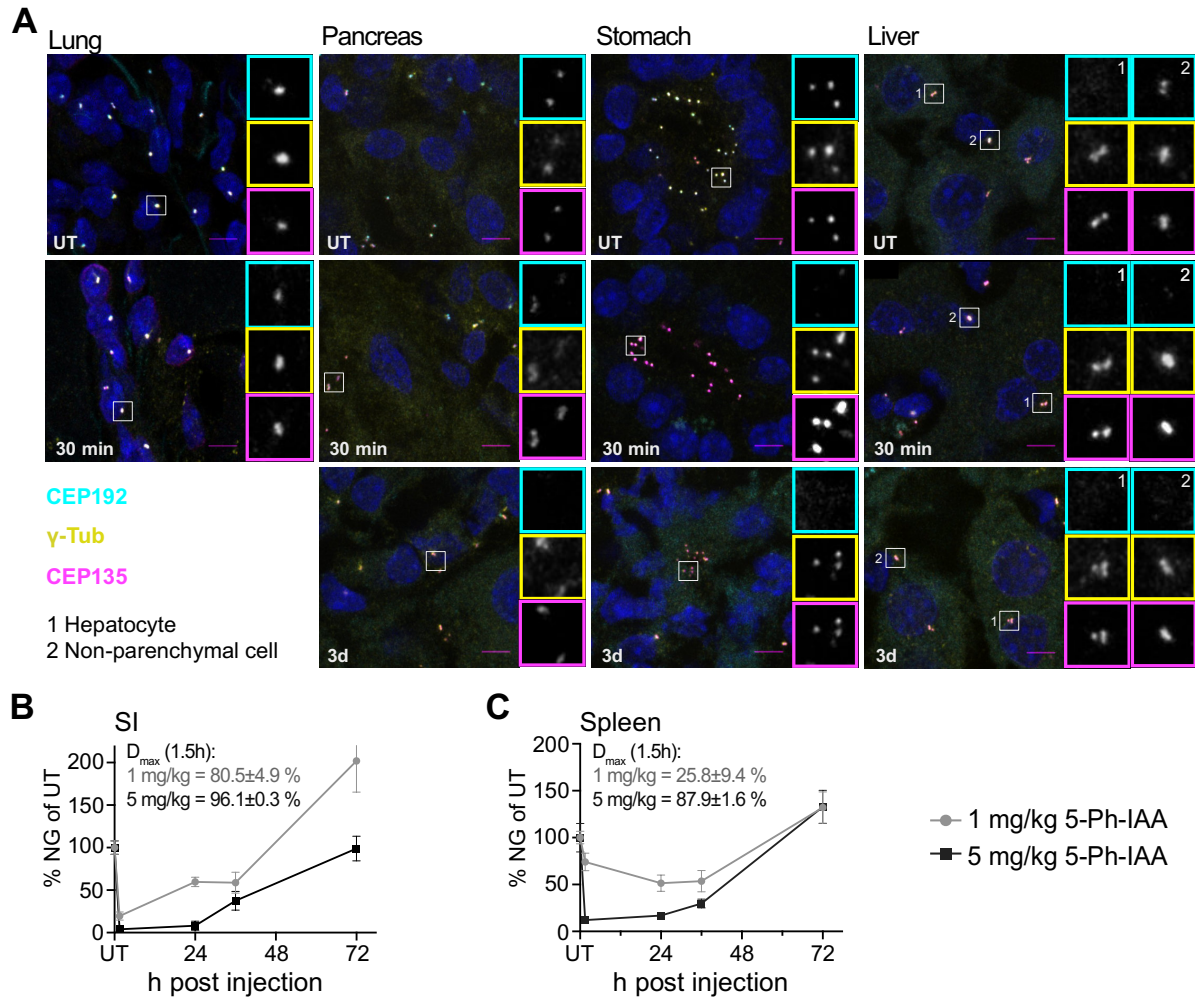 A
Lung
Pancreas
Stomach
Liver
UT
UT
UT
1
2
1
2
UT
30 min
30 min
30 min
2
1
1
2
30 min
CEP192
γ-Tub
CEP135
1 Hepatocyte
2 Non-parenchymal cell
3d
3d
2
1
1
2
3d
B
SI
Dmax (1.5h):
1 mg/kg = 80.5±4.9 %
5 mg/kg = 96.1±0.3 %
% NG of UT
200
150
100
50
0
UT 24 48 72
h post injection
C
Spleen
Dmax (1.5h):
1 mg/kg = 25.8±9.4 %
5 mg/kg = 87.9±1.6 %
% NG of UT
200
150
100
50
0
UT 24 48 72
h post injection
1 mg/kg 5-Ph-IAA
5 mg/kg 5-Ph-IAA